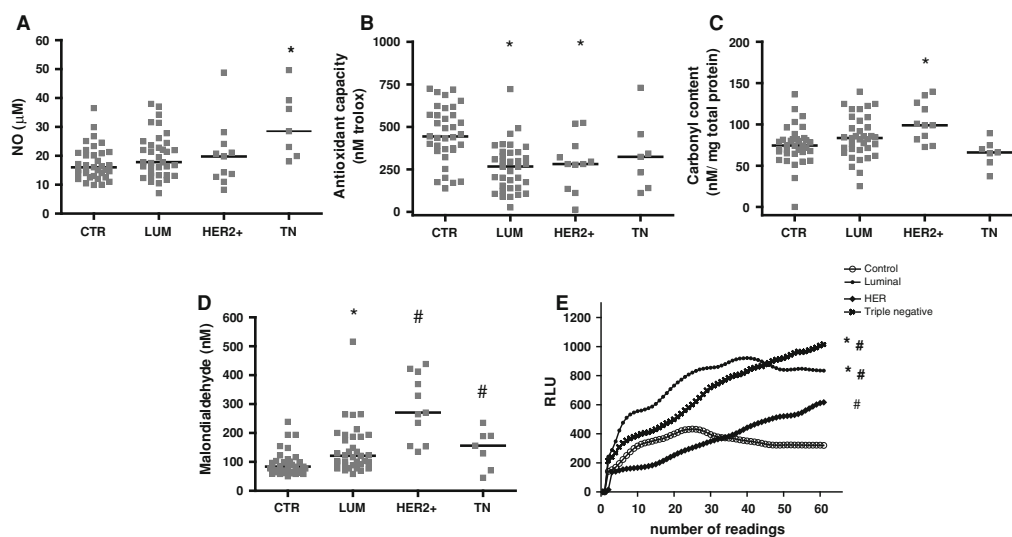 A
NO (µM)
60
50
40
30
20
10
0
*
CTR LUM HER2+ TN
B
Antioxidant capacity
(nM trolox)
1000
750
500
250
0
* *
CTR LUM HER2+ TN
C
Carbonyl content
(nM/ mg total protein)
200
150
100
50
0
*
CTR LUM HER2+ TN
D
Malondialdehyde (nM)
600
500
400
300
200
100
0
* # #
CTR LUM HER2+ TN
E
Control
Luminal
HER
Triple negative
RLU
1200
1000
800
600
400
200
0
* #
* #
#
0 10 20 30 40 50 60
number of readings